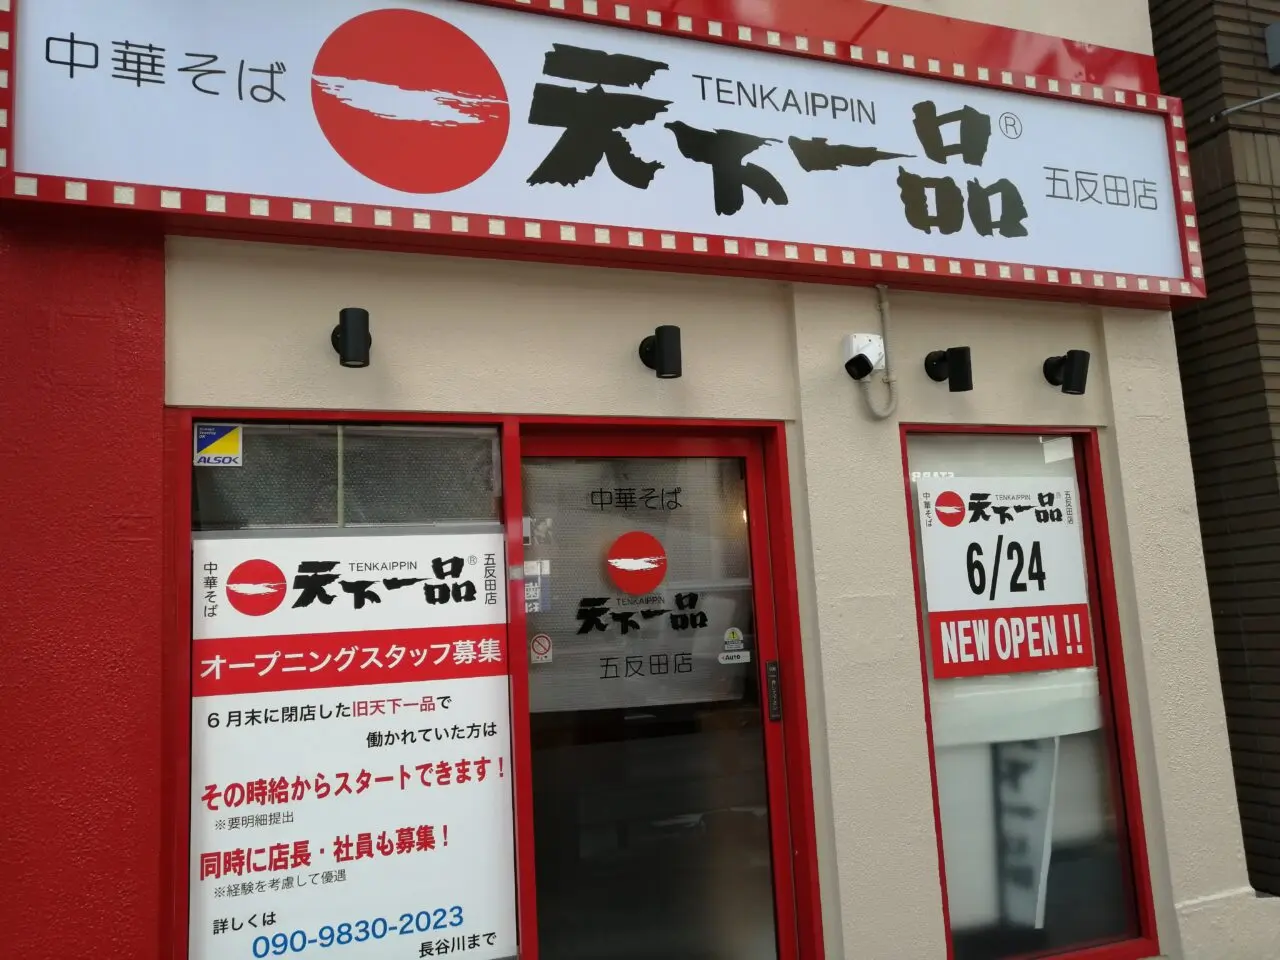 中華そば
天下一品®
TENKAIPPIN
五反田店
ALSOK
中華そば
天下一品®
TENKAIPPIN
五反田店
オープニングスタッフ募集
6月末に閉店した旧天下一品で
働かれていた方は
その時給からスタートできます！
※要明細提出
同時に店長・社員も募集！
※経験を考慮して優遇
詳しくは
090-9830-2023
長谷川まで
中華そば
TENKAIPPIN
天下一品
五反田店
Auto
中華そば
TENKAIPPIN
天下一品®
五反田店
6/24
NEW OPEN !!